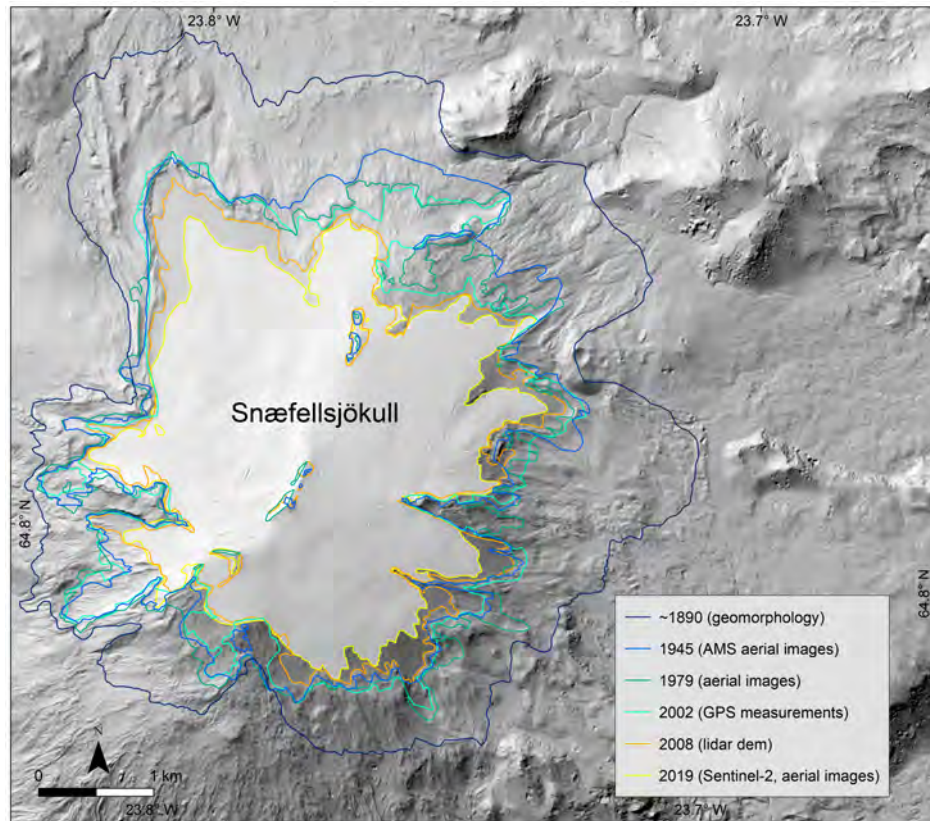 23.8° W
23.7° W
Snæfellsjökull
64.8° N
64.8° N
~1890 (geomorphology)
1945 (AMS aerial images)
1979 (aerial images)
2002 (GPS measurements)
2008 (lidar dem)
2019 (Sentinel-2, aerial images)
N
0 1 km
23.8° W
23.7° W